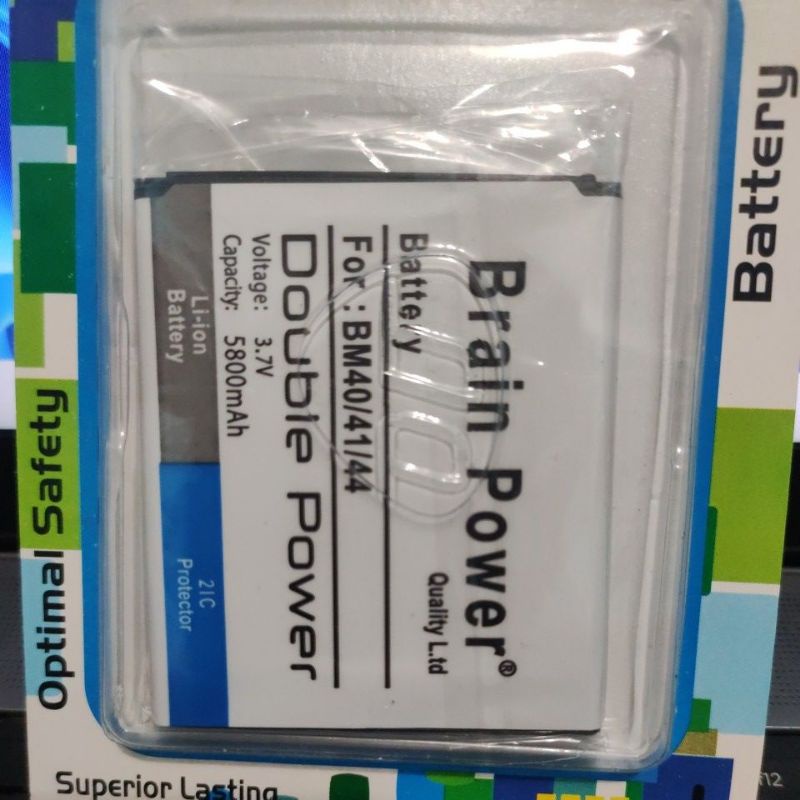 Battery
Brain Power®
Battery
Quality L.td
For : BM40/41/44
Double Power
Voltage: 3.7V
Capacity: 5800mAh
Li-ion
Battery
2IC
Protector
Optimal Safety
Superior Lasting